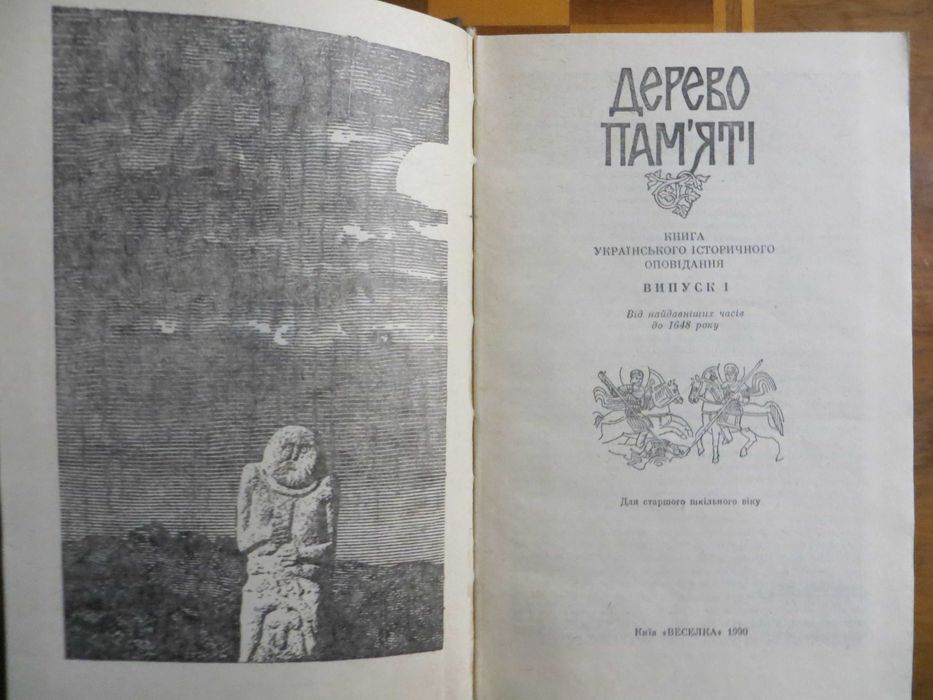 ДЕРЕВО
ПАМ'ЯТІ
КНИГА
УКРАЇНСЬКОГО ІСТОРИЧНОГО
ОПОВІДАННЯ
ВИПУСК 1
Від найдавніших часів
до 1648 року
Для старшого шкільного віку
Київ «ВЕСЕЛКА» 1990